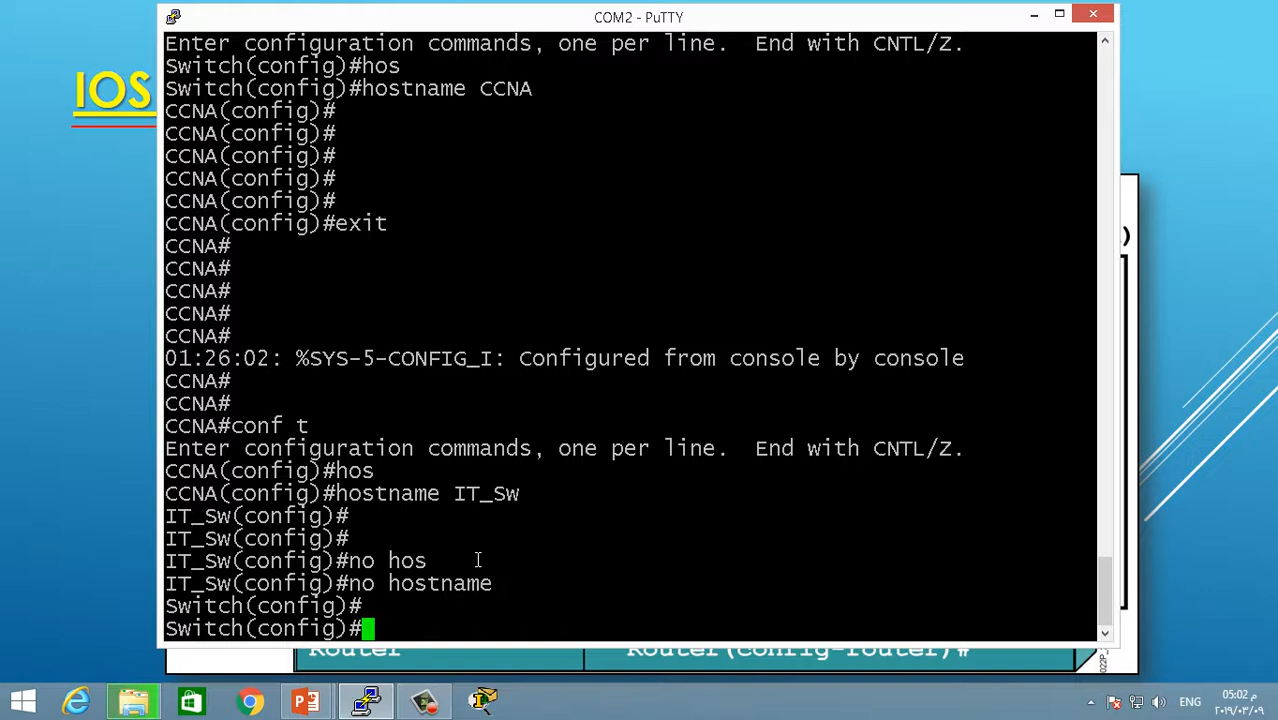 COM2 - PuTTY
Enter configuration commands, one per line.  End with CNTL/Z.
Switch(config)#hos
Switch(config)#hostname CCNA
CCNA(config)#
CCNA(config)#
CCNA(config)#
CCNA(config)#
CCNA(config)#
CCNA(config)#exit
CCNA#
CCNA#
CCNA#
CCNA#
CCNA#
01:26:02: %SYS-5-CONFIG_I: Configured from console by console
CCNA#
CCNA#
CCNA#conf t
Enter configuration commands, one per line.  End with CNTL/Z.
CCNA(config)#hos
CCNA(config)#hostname IT_Sw
IT_Sw(config)#
IT_Sw(config)#
IT_Sw(config)#no hos
IT_Sw(config)#no hostname
Switch(config)#
Switch(config)#
IOS
)
Router Router(config-router)#
ENG
05:02 م
٢٠١٩/٠٣/٠٩